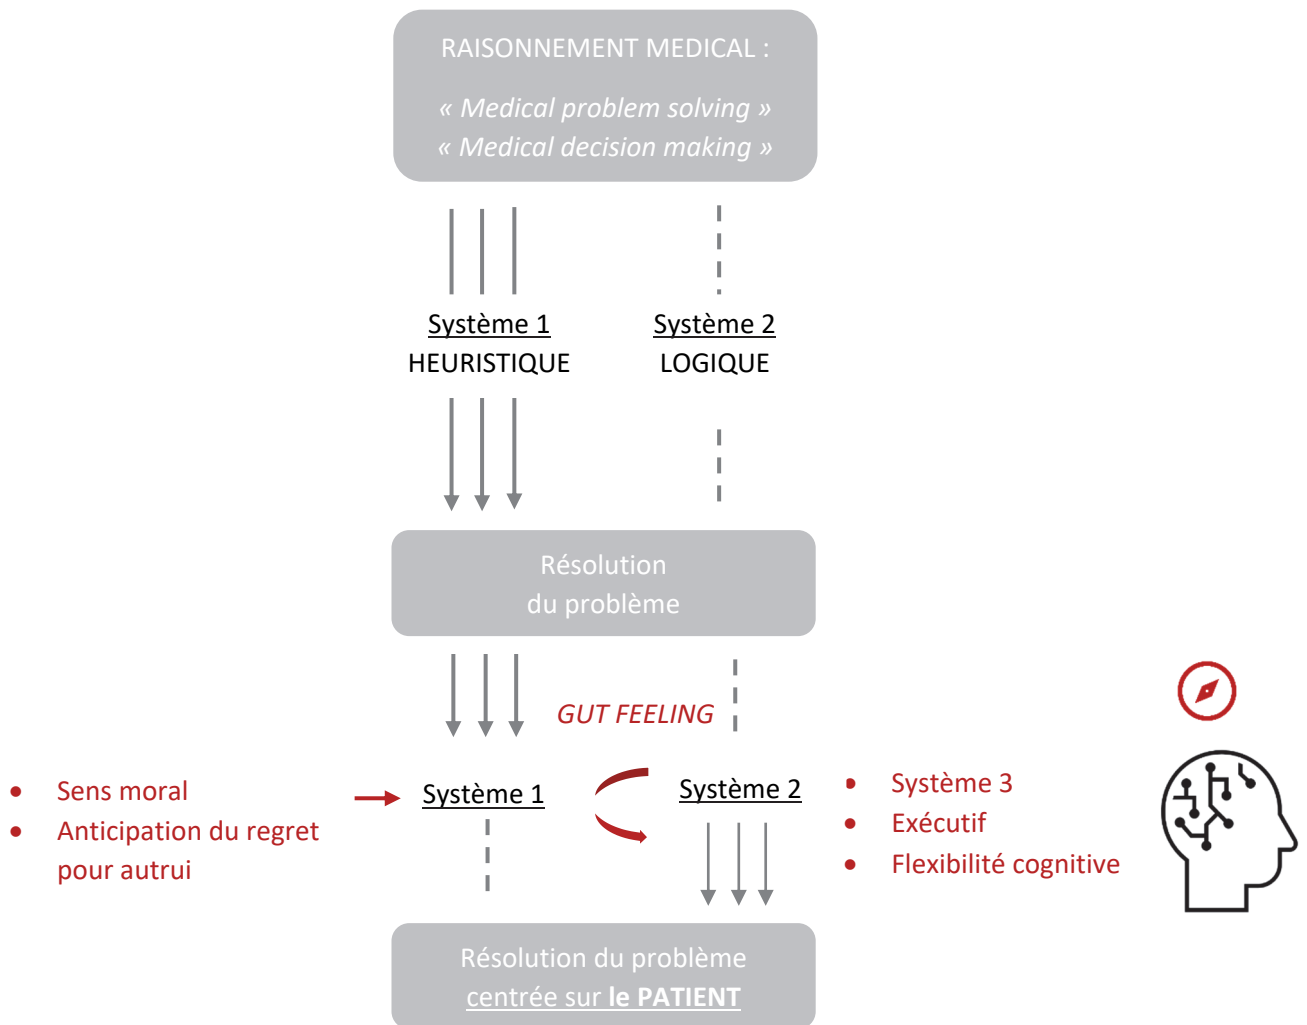 RAISONNEMENT MEDICAL :
« Medical problem solving »
« Medical decision making »
Système 1
HEURISTIQUE
Système 2
LOGIQUE
Résolution
du problème
GUT FEELING
• Sens moral
• Anticipation du regret
pour autrui
Système 1
Système 2
• Système 3
• Exécutif
• Flexibilité cognitive
Résolution du problème
centrée sur le PATIENT